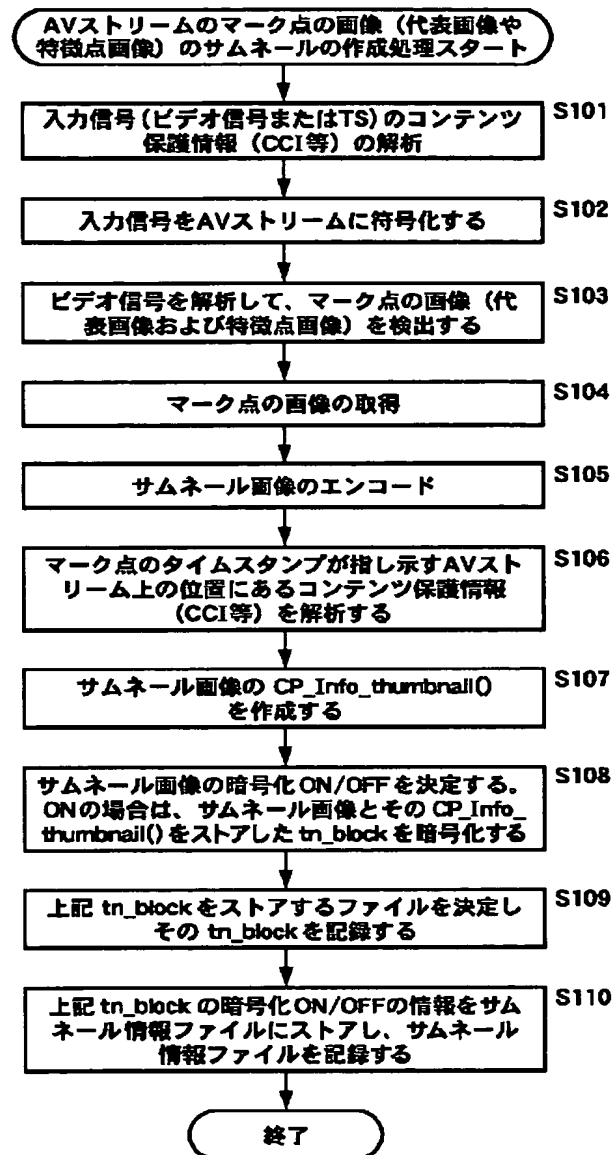 AVストリームのマーク点の画像（代表画像や
特徴点画像）のサムネールの作成処理スタート
S101
入力信号（ビデオ信号またはTS）のコンテンツ
保護情報（CCI等）の解析
S102
入力信号をAVストリームに符号化する
S103
ビデオ信号を解析して、マーク点の画像（代
表画像および特徴点画像）を検出する
S104
マーク点の画像の取得
S105
サムネール画像のエンコード
S106
マーク点のタイムスタンプが指し示すAVスト
リーム上の位置にあるコンテンツ保護情報
（CCI等）を解析する
S107
サムネール画像の CP_Info_thumbnail()
を作成する
S108
サムネール画像の暗号化ON/OFFを決定する。
ONの場合は、サムネール画像とその CP_Info_
thumbnail()をストアした tn_block を暗号化する
S109
上記 tn_block をストアするファイルを決定し
その tn_block を記録する
S110
上記 tn_block の暗号化ON/OFFの情報をサム
ネール情報ファイルにストアし、サムネール
情報ファイルを記録する
終了